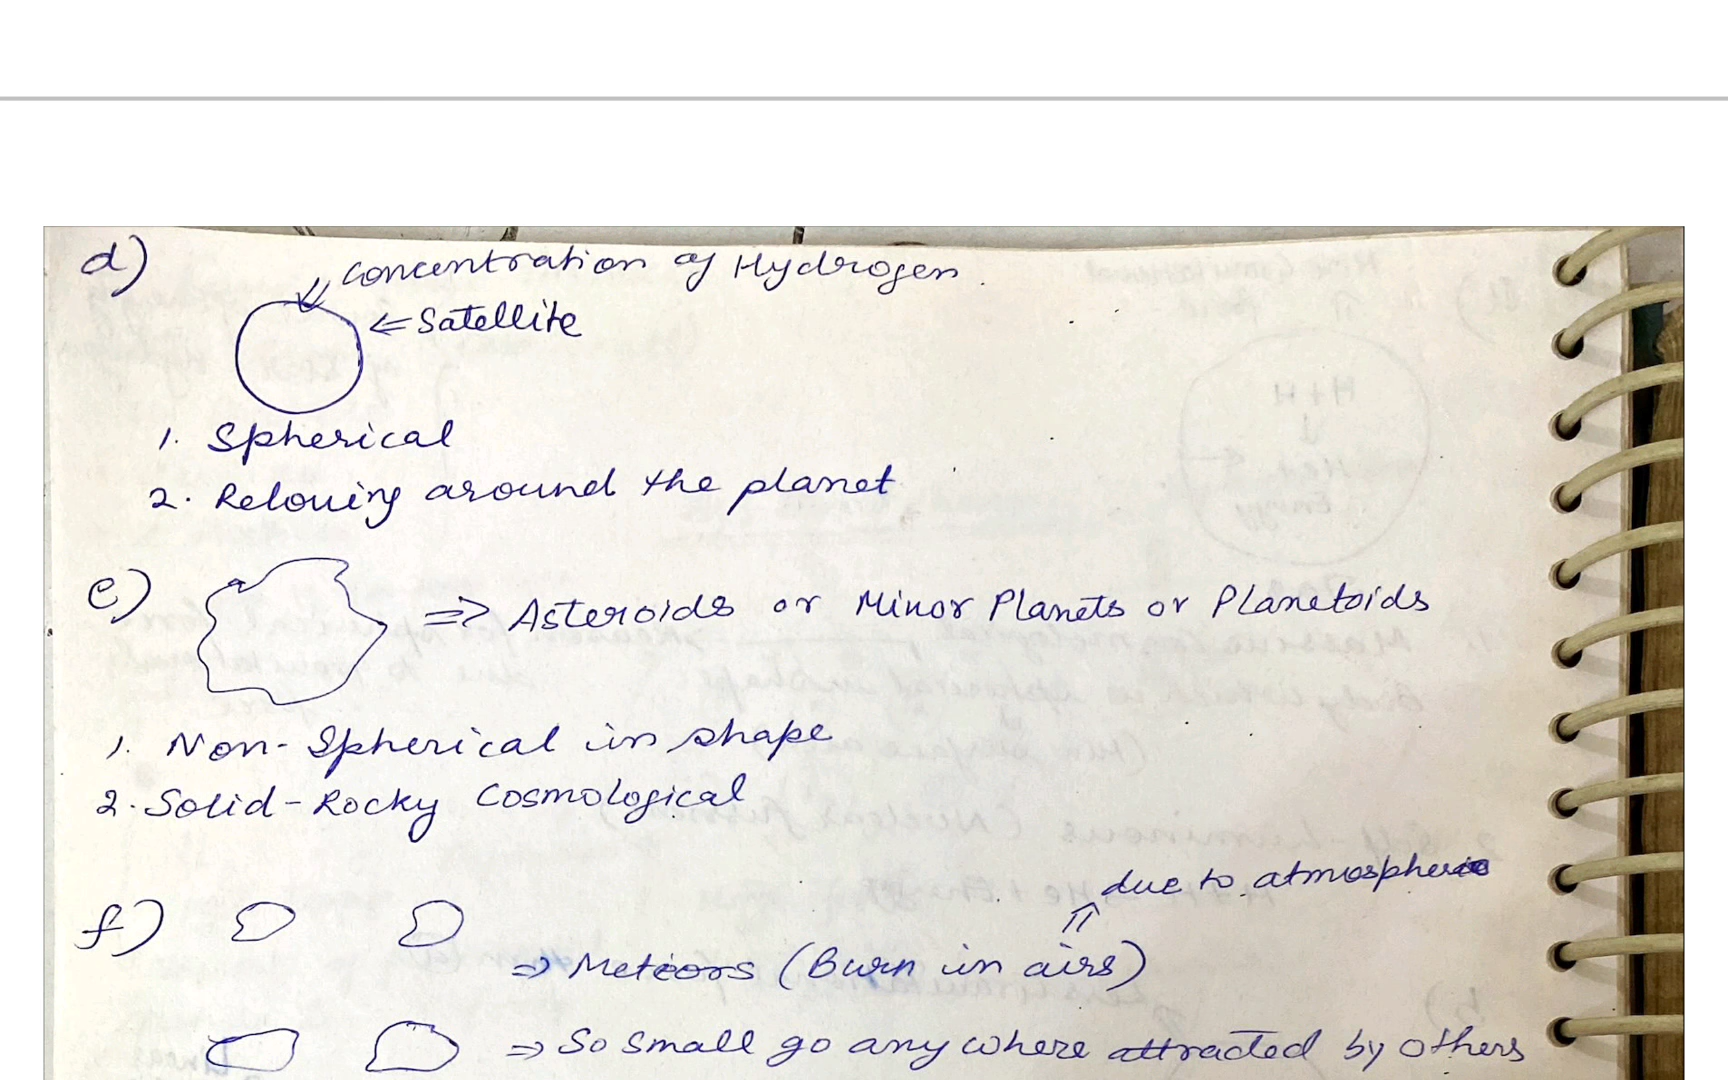 d)
Concentration of Hydrogen.
⇐ Satellite
1. Spherical
2. Relouing around the planet
e) ⇒ Asteroids or Minor Planets or Planetoids
1. Non-Spherical in shape
2. Solid-Rocky Cosmological
due to atmosphere
f)
⇒ Meteors (Burn in airs)
⇒ So Small go any where attracted by others